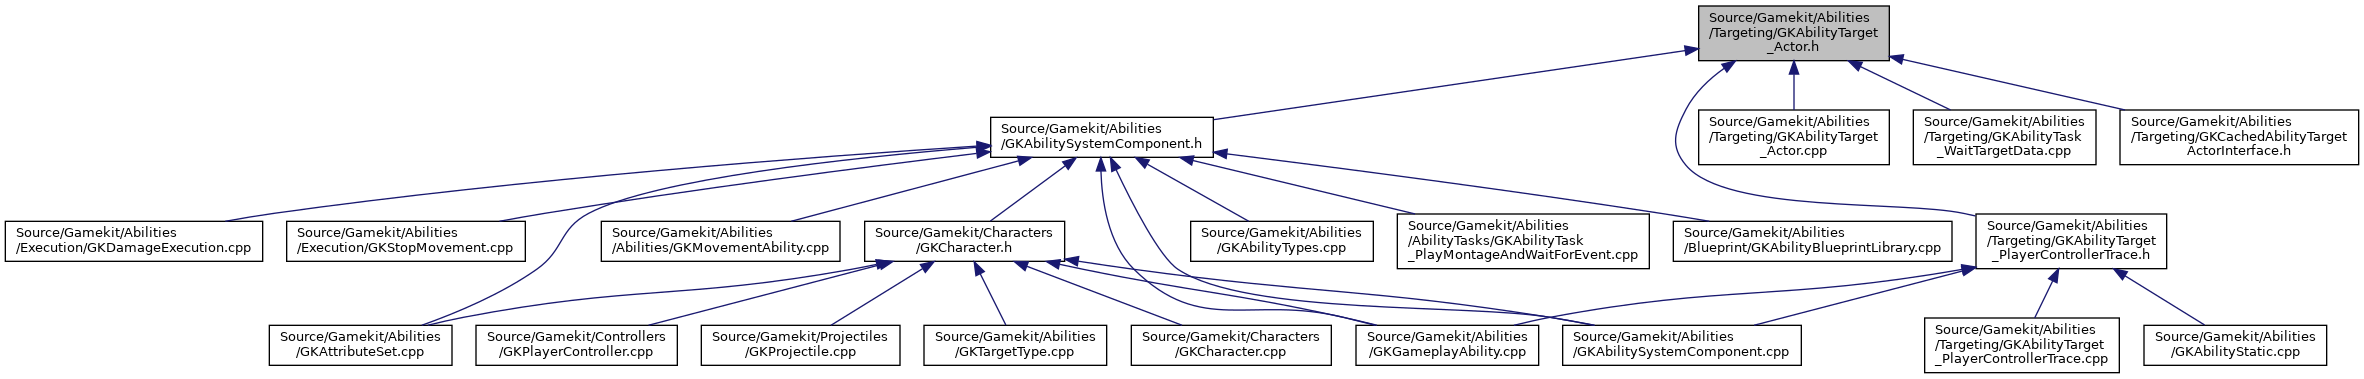 Source/Gamekit/Abilities
/Targeting/GKAbilityTarget
_Actor.h
Source/Gamekit/Abilities
/GKAbilitySystemComponent.h
Source/Gamekit/Abilities
/Targeting/GKAbilityTarget
_Actor.cpp
Source/Gamekit/Abilities
/Targeting/GKAbilityTask
_WaitTargetData.cpp
Source/Gamekit/Abilities
/Targeting/GKCachedAbilityTarget
ActorInterface.h
Source/Gamekit/Abilities
/Execution/GKDamageExecution.cpp
Source/Gamekit/Abilities
/Execution/GKStopMovement.cpp
Source/Gamekit/Abilities
/Abilities/GKMovementAbility.cpp
Source/Gamekit/Characters
/GKCharacter.h
Source/Gamekit/Abilities
/GKAbilityTypes.cpp
Source/Gamekit/Abilities
/AbilityTasks/GKAbilityTask
_PlayMontageAndWaitForEvent.cpp
Source/Gamekit/Abilities
/Blueprint/GKAbilityBlueprintLibrary.cpp
Source/Gamekit/Abilities
/Targeting/GKAbilityTarget
_PlayerControllerTrace.h
Source/Gamekit/Abilities
/GKAttributeSet.cpp
Source/Gamekit/Controllers
/GKPlayerController.cpp
Source/Gamekit/Projectiles
/GKProjectile.cpp
Source/Gamekit/Abilities
/GKTargetType.cpp
Source/Gamekit/Characters
/GKCharacter.cpp
Source/Gamekit/Abilities
/GKGameplayAbility.cpp
Source/Gamekit/Abilities
/GKAbilitySystemComponent.cpp
Source/Gamekit/Abilities
/Targeting/GKAbilityTarget
_PlayerControllerTrace.cpp
Source/Gamekit/Abilities
/GKAbilityStatic.cpp